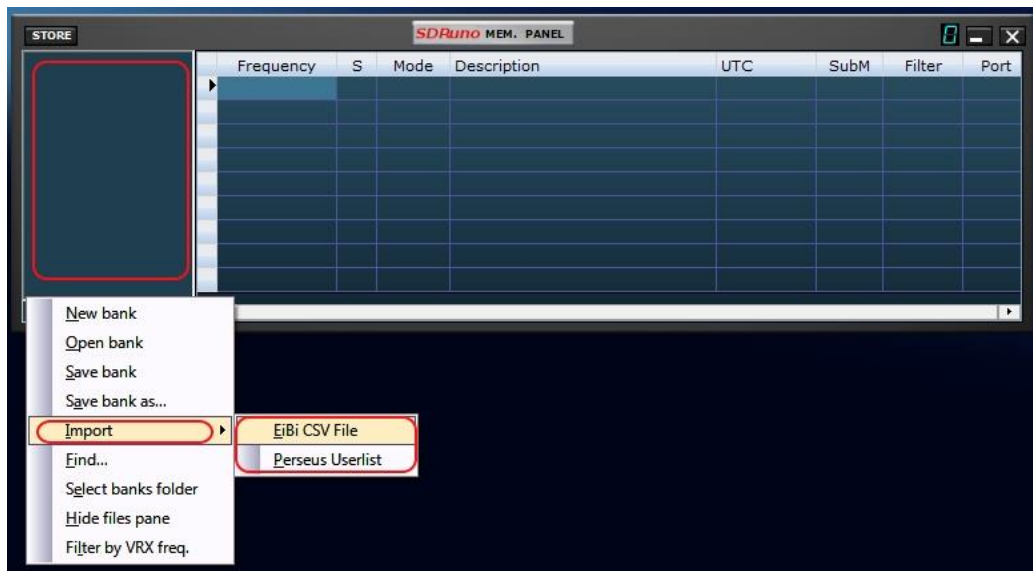 STORE
SDRuno MEM. PANEL
0
Frequency S Mode Description UTC SubM Filter Port
New bank
Open bank
Save bank
Save bank as...
Import
EiBi CSV File
Find...
Perseus Userlist
Select banks folder
Hide files pane
Filter by VRX freq.